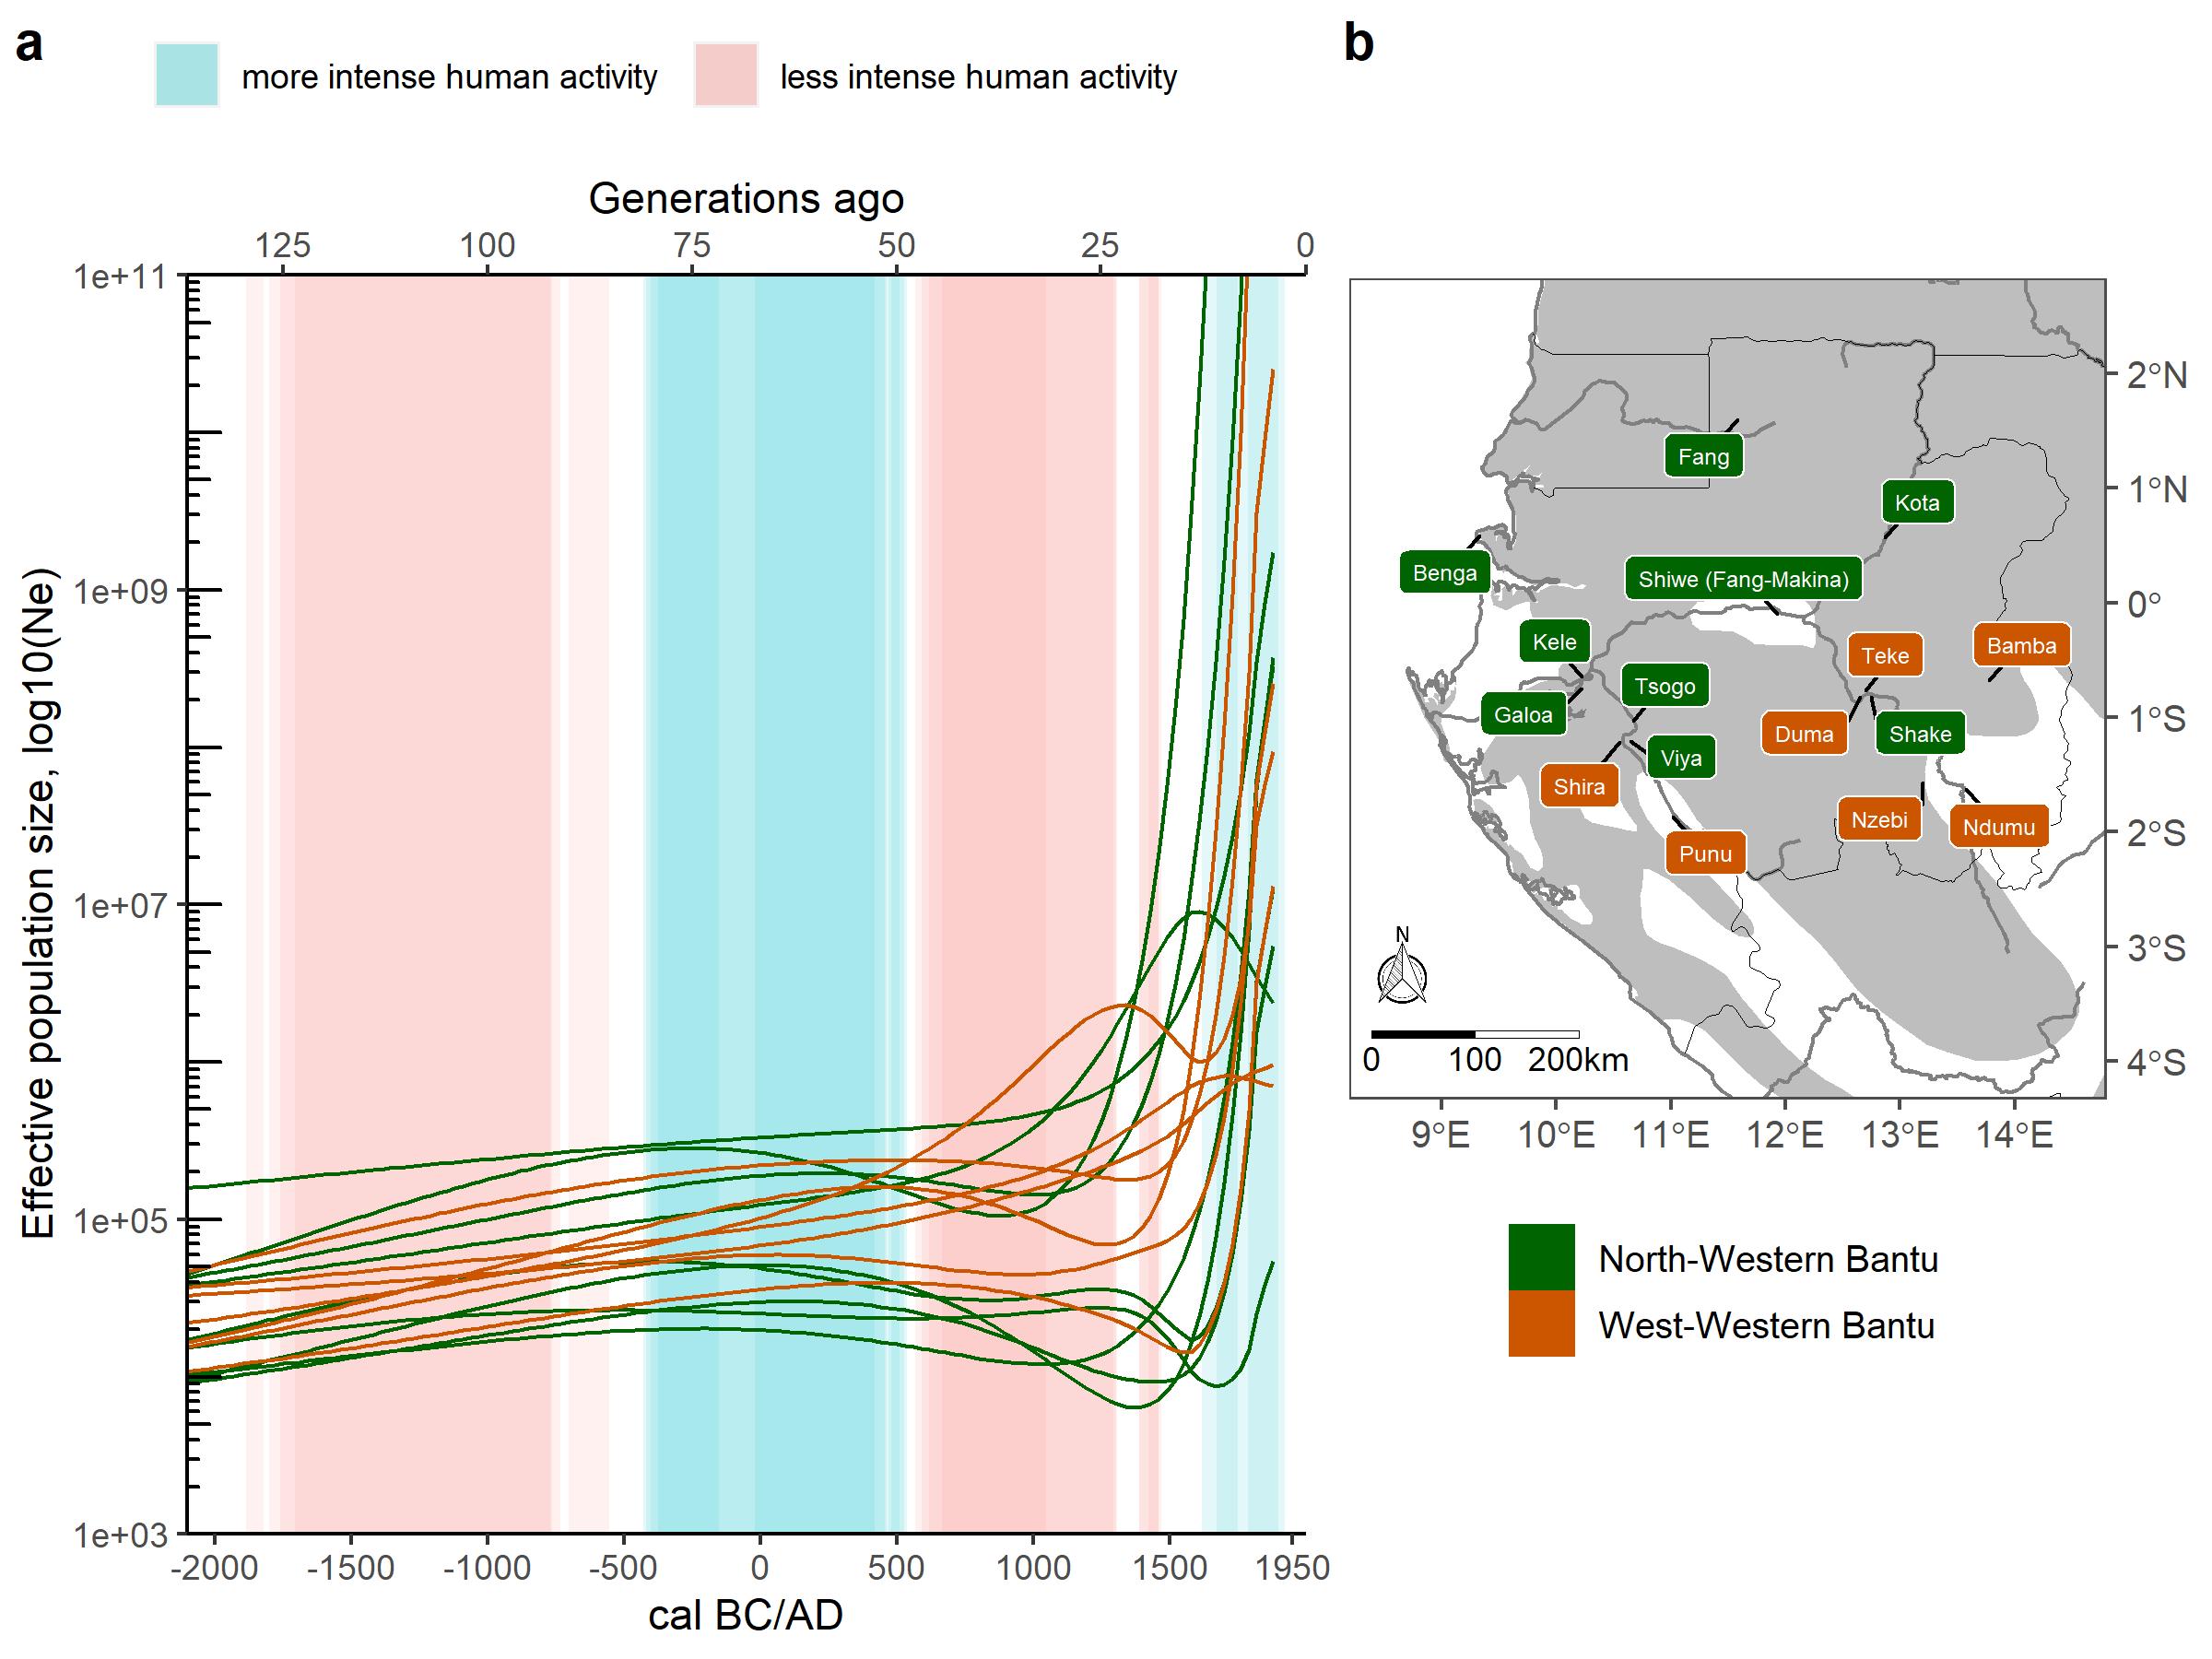 a
more intense human activity
less intense human activity
Generations ago
125 100 75 50 25 0
Effective population size, log10(Ne)
1e+11
1e+09
1e+07
1e+05
1e+03
-2000 -1500 -1000 -500 0 500 1000 1500 1950
cal BC/AD
b
Fang
Kota
Benga
Shiwe (Fang-Makina)
Kele
Teke
Bamba
Tsogo
Galoa
Duma
Shake
Viya
Shira
Nzebi
Ndumu
Punu
N
0 100 200km
2°N
1°N
0°
1°S
2°S
3°S
4°S
9°E 10°E 11°E 12°E 13°E 14°E
North-Western Bantu
West-Western Bantu